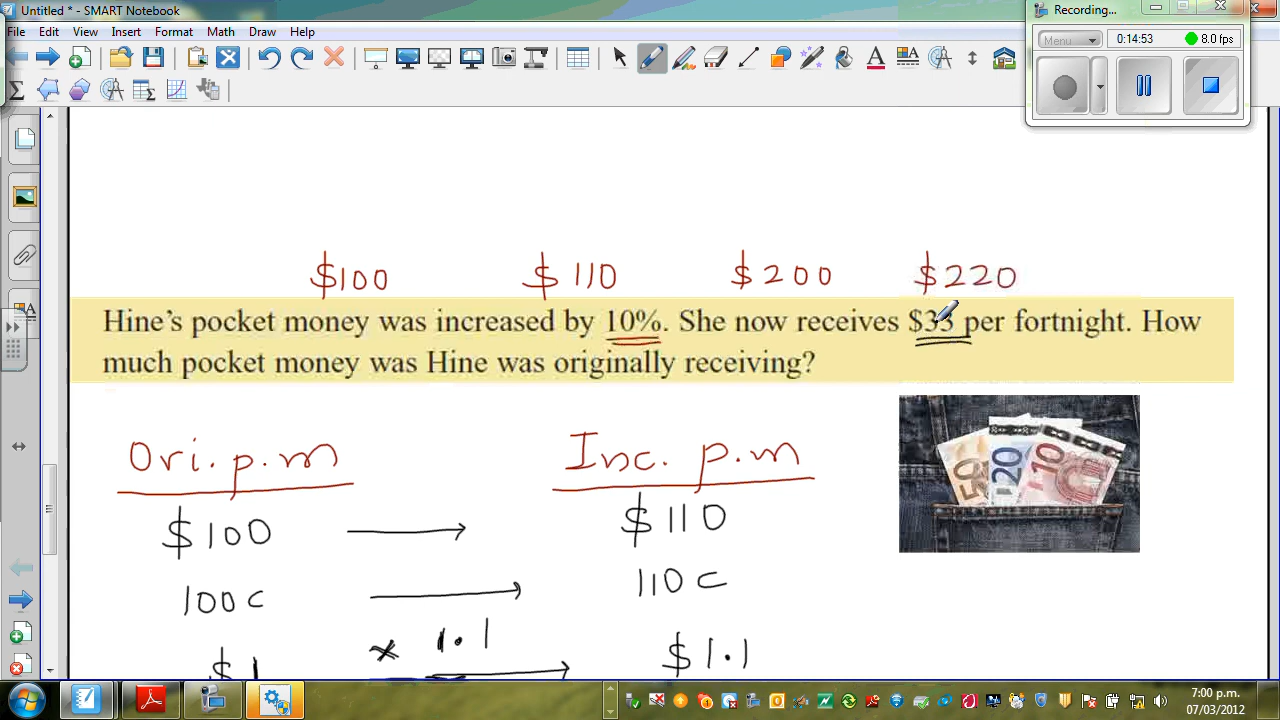 Untitled * - SMART Notebook
Recording...
File Edit View Insert Format Math Draw Help
Menu
0:14:53
8.0 fps
$100 $110 $200 $220
Hine's pocket money was increased by 10%. She now receives $33 per fortnight. How
much pocket money was Hine was originally receiving?
Ori. p.m Inc. p.m
$100 $110
100c 110c
* 1.1
$1 $1.1
50 20 10
7:00 p.m.
07/03/2012